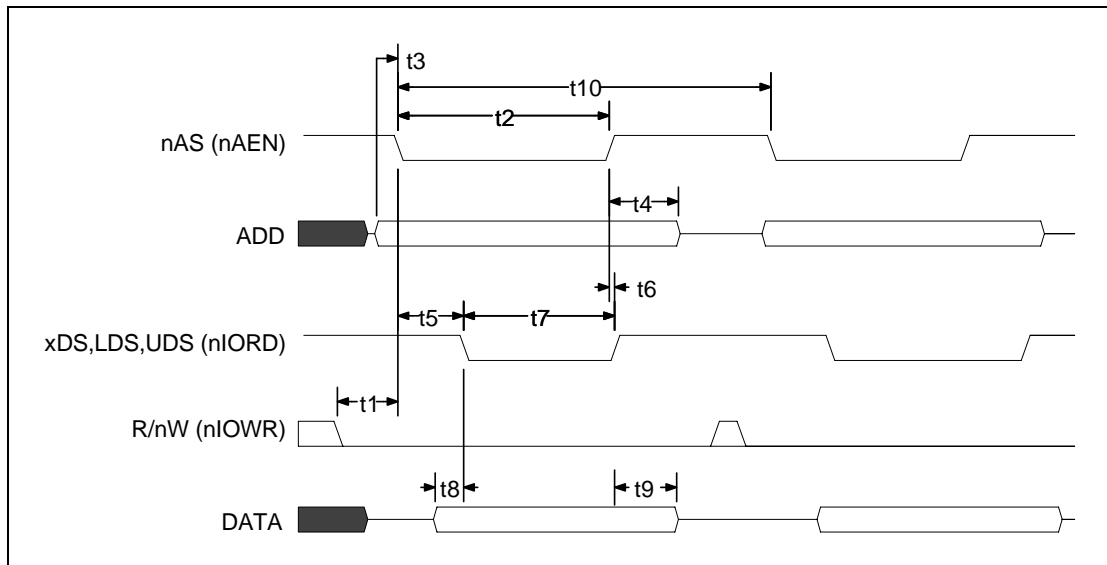 t3
t10
t2
nAS (nAEN)
t4
ADD
t6
t5
t7
xDS,LDS,UDS (nIORD)
t1
R/nW (nIOWR)
t8
t9
DATA